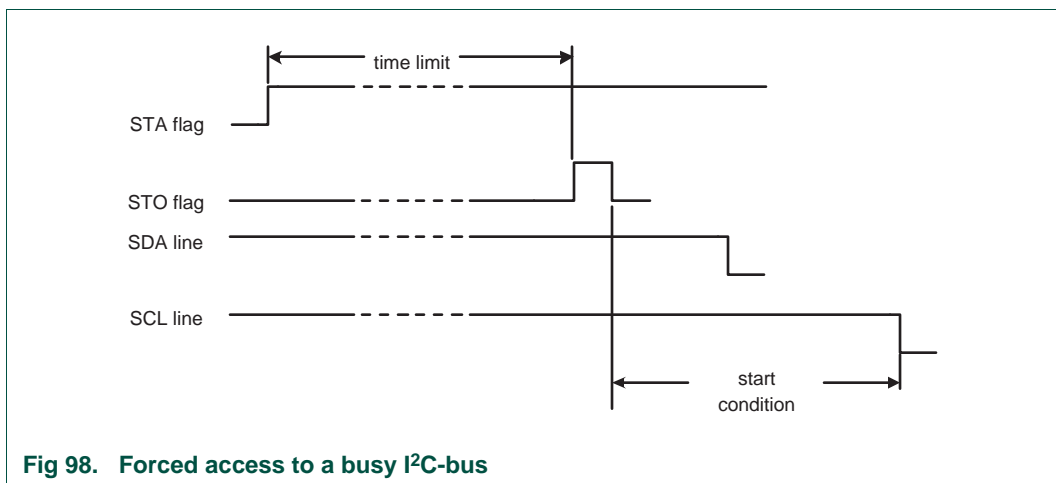 time limit
STA flag
STO flag
SDA line
SCL line
start
condition
Fig 98. Forced access to a busy I²C-bus